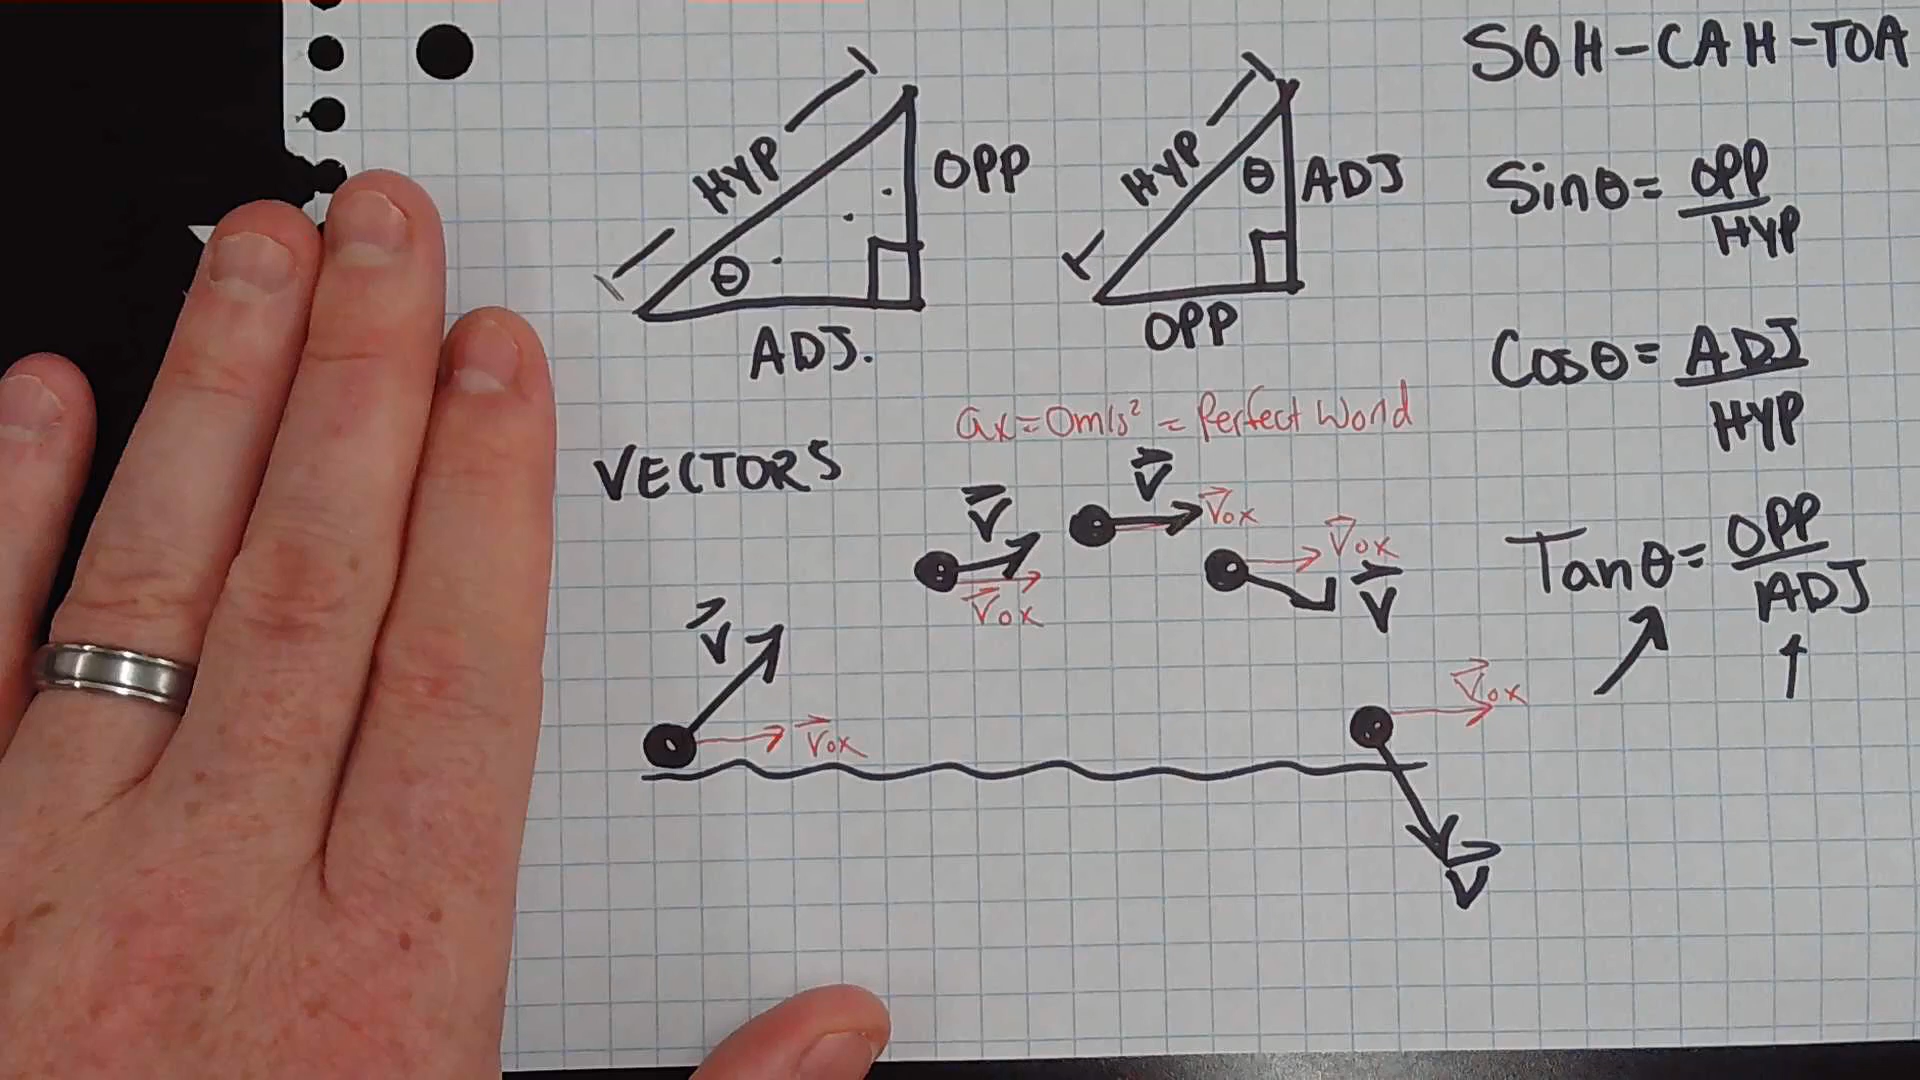 SOH-CAH-TOA
HYP
OPP
θ
ADJ.
HYP
θ
ADJ
OPP
Sinθ= OPP
HYP
Cosθ= ADJ
HYP
Tanθ= OPP
ADJ
ax=0m/s² = Perfect World
VECTORS
V
Vox
V
Vox
V
Vox
Vox
V
Vox
V